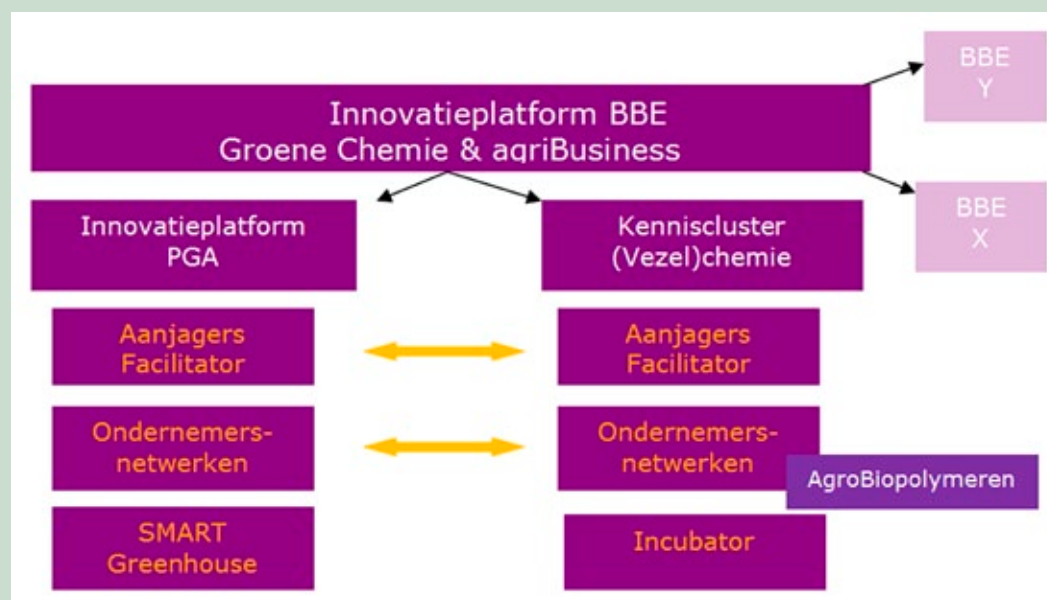 BBE
Y
Innovatieplatform BBE
Groene Chemie & agriBusiness
BBE
X
Innovatieplatform
PGA
Kenniscluster
(Vezel)chemie
Aanjagers
Facilitator
Aanjagers
Facilitator
Ondernemers-
netwerken
Ondernemers-
netwerken
AgroBiopolymeren
SMART
Greenhouse
Incubator